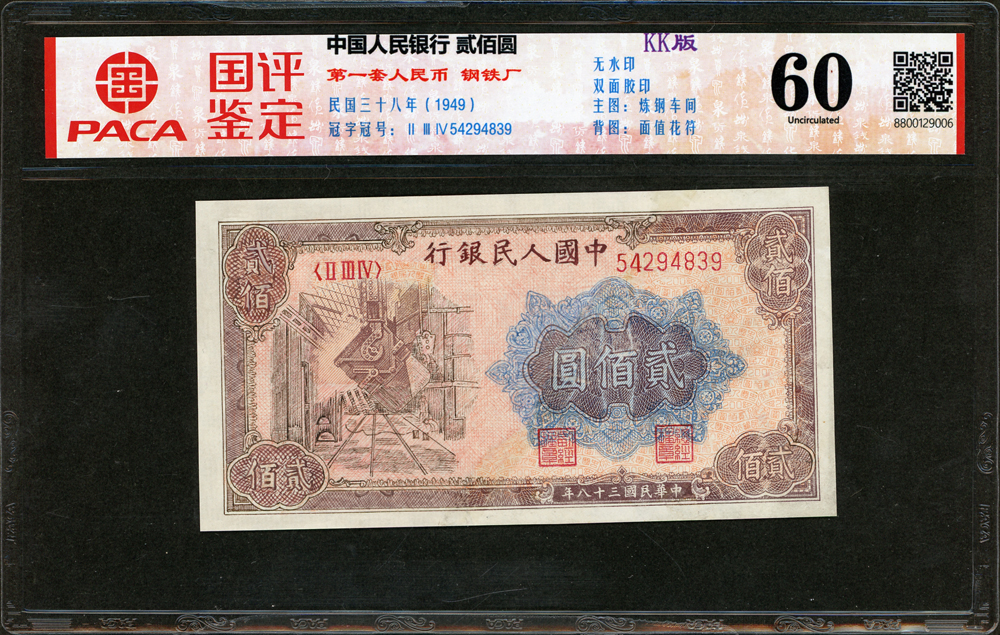 PACA
国评
鉴定
中国人民银行 贰佰圆
第一套人民币 钢铁厂
民国三十八年（1949）
冠字冠号： Ⅱ Ⅲ Ⅳ 54294839
KK版
无水印
双面胶印
主图：炼钢车间
背图：面值花符
60
Uncirculated
8800129006
行銀民人國中
〈Ⅱ Ⅲ Ⅳ〉
54294839
貳佰
貳佰
圓佰貳
佰貳
佰貳
年八十三國民華中